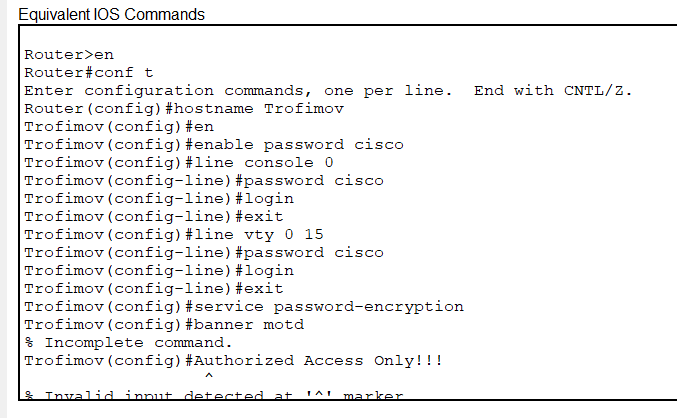 Equivalent IOS Commands
Router>en
Router#conf t
Enter configuration commands, one per line.  End with CNTL/Z.
Router(config)#hostname Trofimov
Trofimov(config)#en
Trofimov(config)#enable password cisco
Trofimov(config)#line console 0
Trofimov(config-line)#password cisco
Trofimov(config-line)#login
Trofimov(config-line)#exit
Trofimov(config)#line vty 0 15
Trofimov(config-line)#password cisco
Trofimov(config-line)#login
Trofimov(config-line)#exit
Trofimov(config)#service password-encryption
Trofimov(config)#banner motd
% Incomplete command.
Trofimov(config)#Authorized Access Only!!!
^
% Invalid input detected at '^' marker